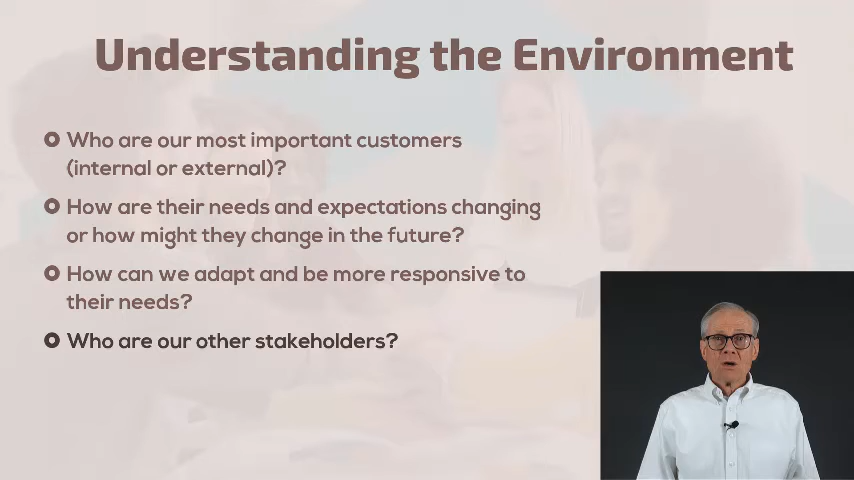 Understanding the Environment
Who are our most important customers
(internal or external)?
How are their needs and expectations changing
or how might they change in the future?
How can we adapt and be more responsive to
their needs?
Who are our other stakeholders?